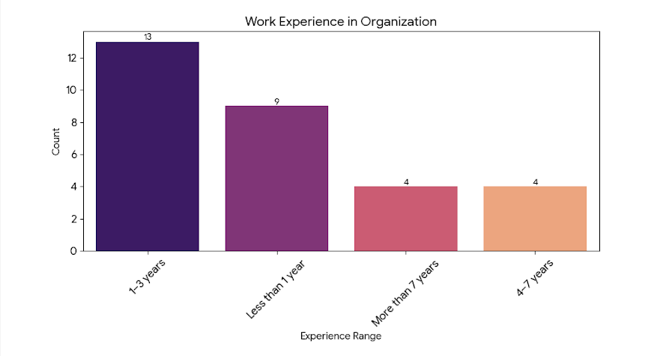 Work Experience in Organization
13
12
9
10
8
6
4
4
4
2
0
Count
1–3 years
Less than 1 year
More than 7 years
4–7 years
Experience Range